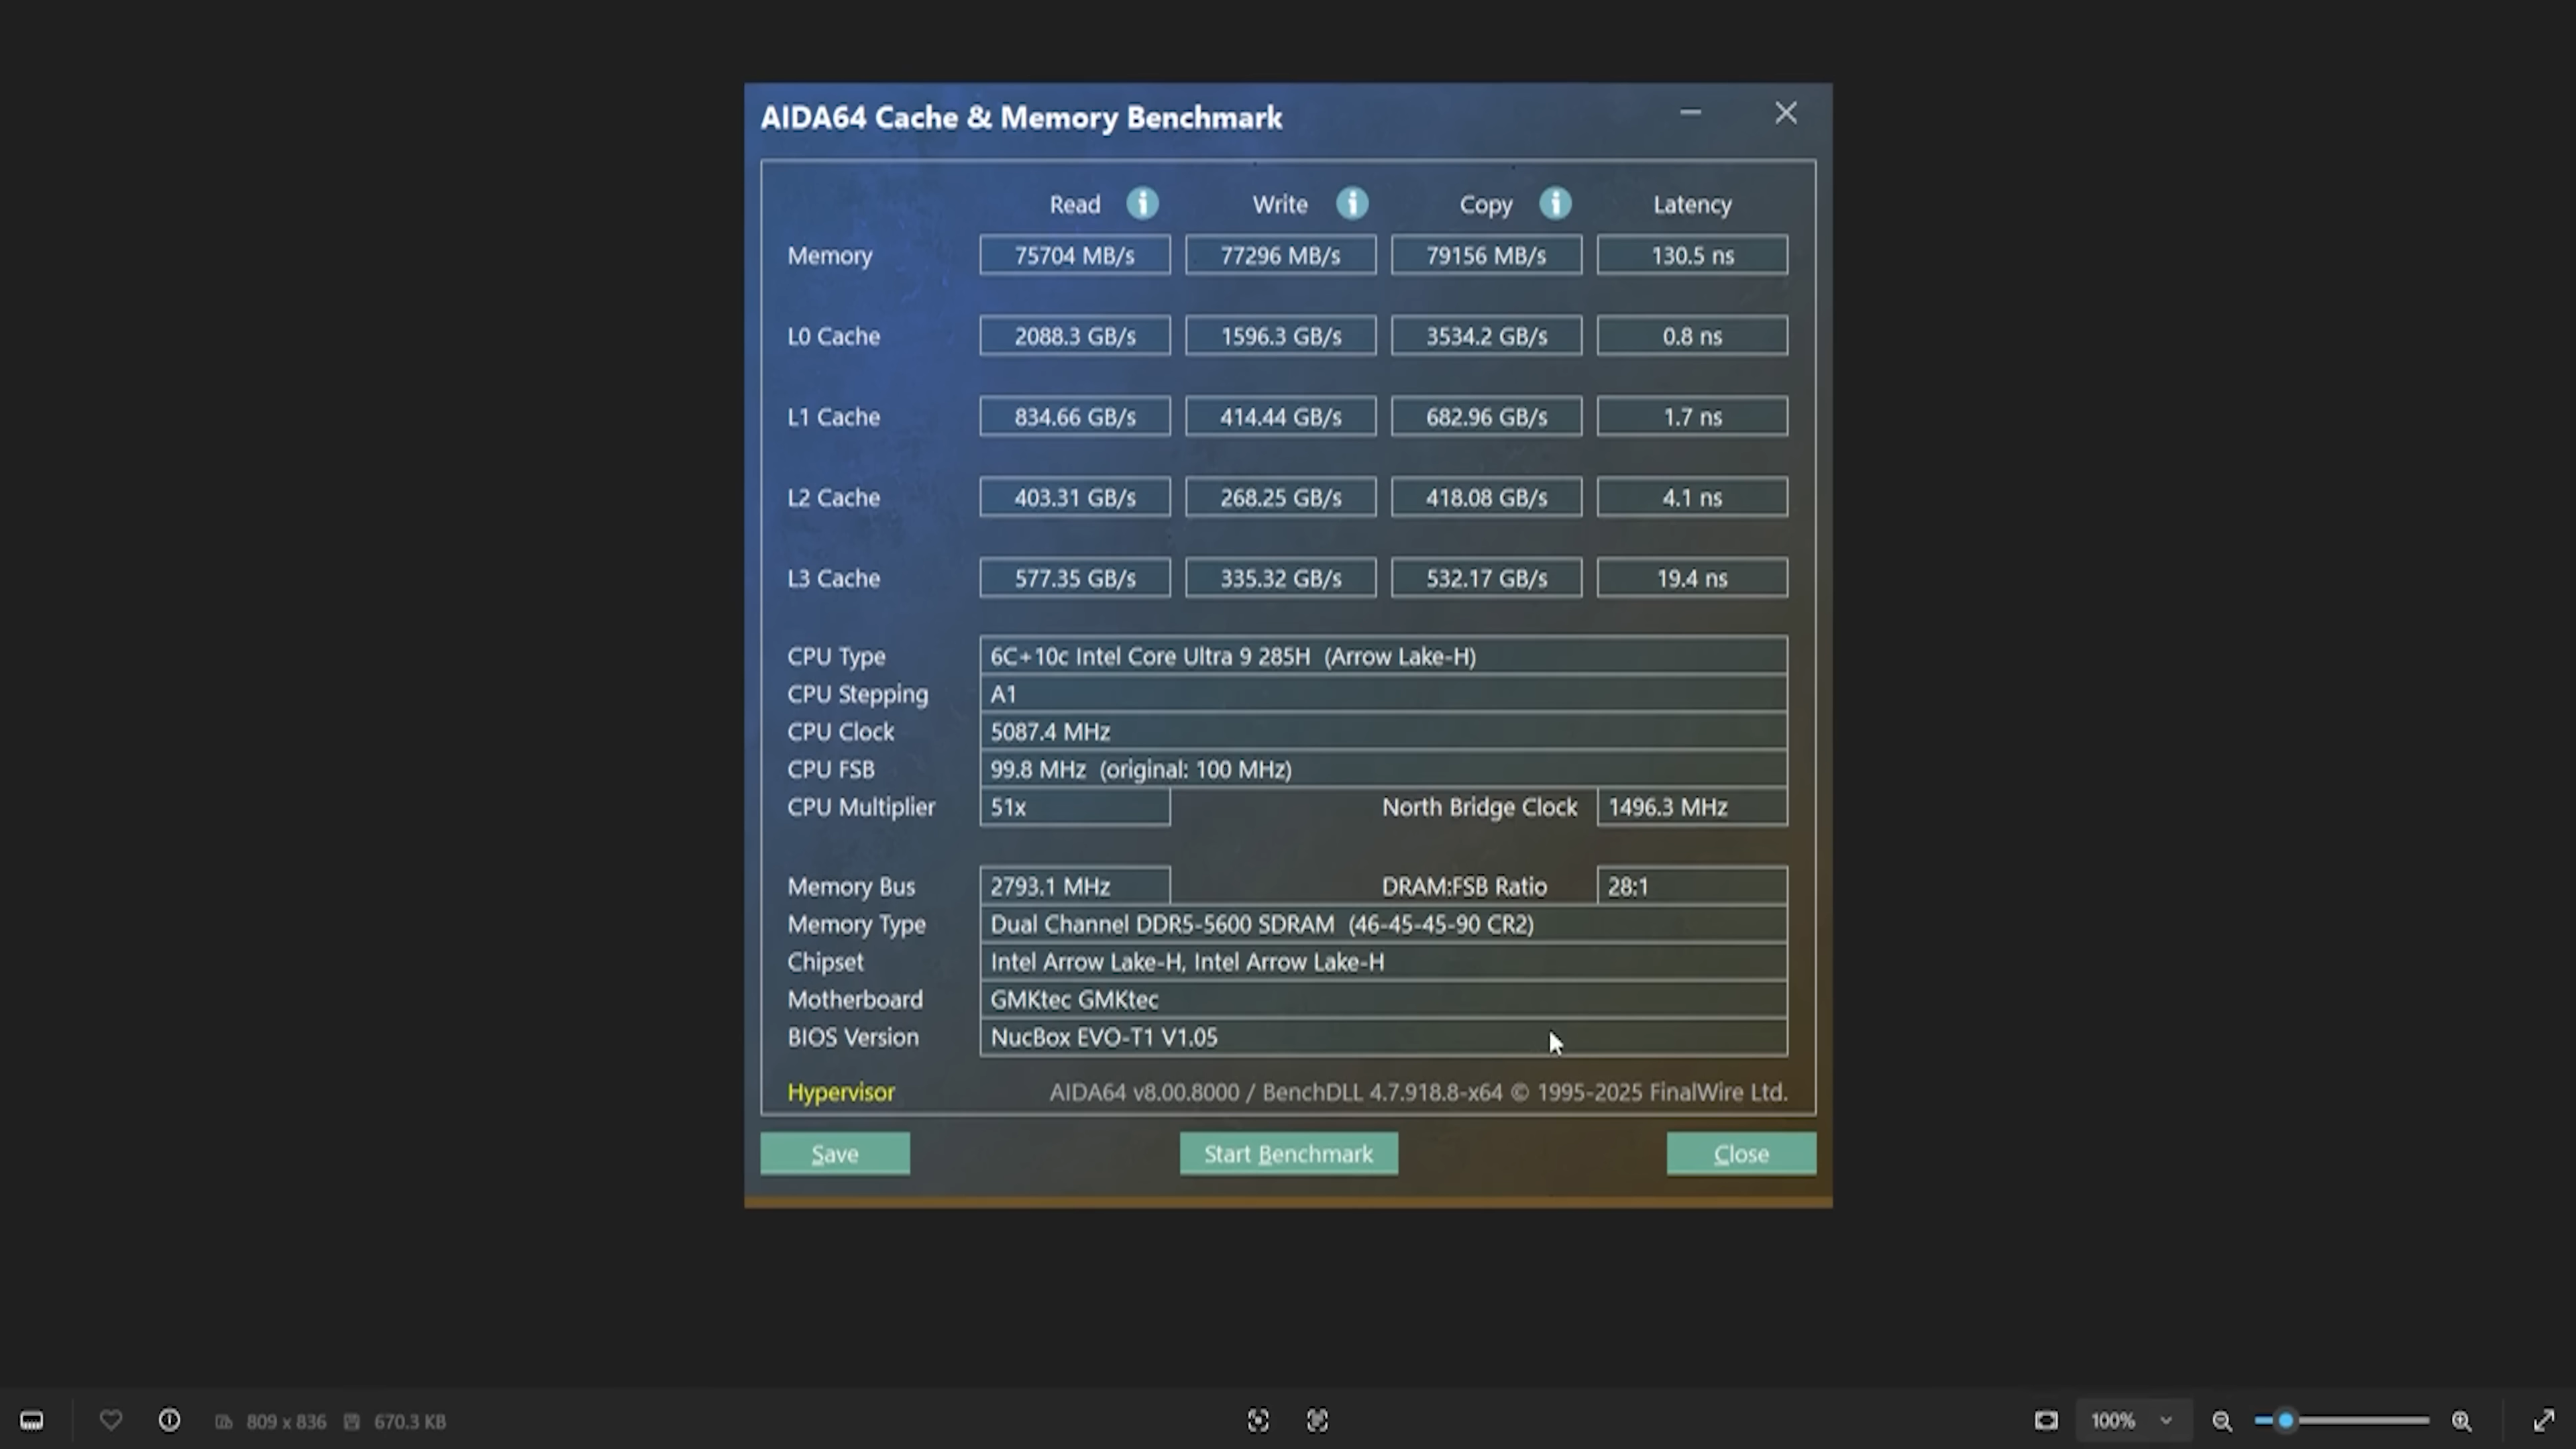 AIDA64 Cache & Memory Benchmark
Read Write Copy Latency
Memory 75704 MB/s 77296 MB/s 79156 MB/s 130.5 ns
L0 Cache 2088.3 GB/s 1596.3 GB/s 3534.2 GB/s 0.8 ns
L1 Cache 834.66 GB/s 414.44 GB/s 682.96 GB/s 1.7 ns
L2 Cache 403.31 GB/s 268.25 GB/s 418.08 GB/s 4.1 ns
L3 Cache 577.35 GB/s 335.32 GB/s 532.17 GB/s 19.4 ns
CPU Type 6C+10c Intel Core Ultra 9 285H (Arrow Lake-H)
CPU Stepping A1
CPU Clock 5087.4 MHz
CPU FSB 99.8 MHz (original: 100 MHz)
CPU Multiplier 51x North Bridge Clock 1496.3 MHz
Memory Bus 2793.1 MHz DRAM:FSB Ratio 28:1
Memory Type Dual Channel DDR5-5600 SDRAM (46-45-45-90 CR2)
Chipset Intel Arrow Lake-H, Intel Arrow Lake-H
Motherboard GMKtec GMKtec
BIOS Version NucBox EVO-T1 V1.05
Hypervisor AIDA64 v8.00.8000 / BenchDLL 4.7.918.8-x64 © 1995-2025 FinalWire Ltd.
Save Start Benchmark Close
809 x 836 670.3 KB 100%